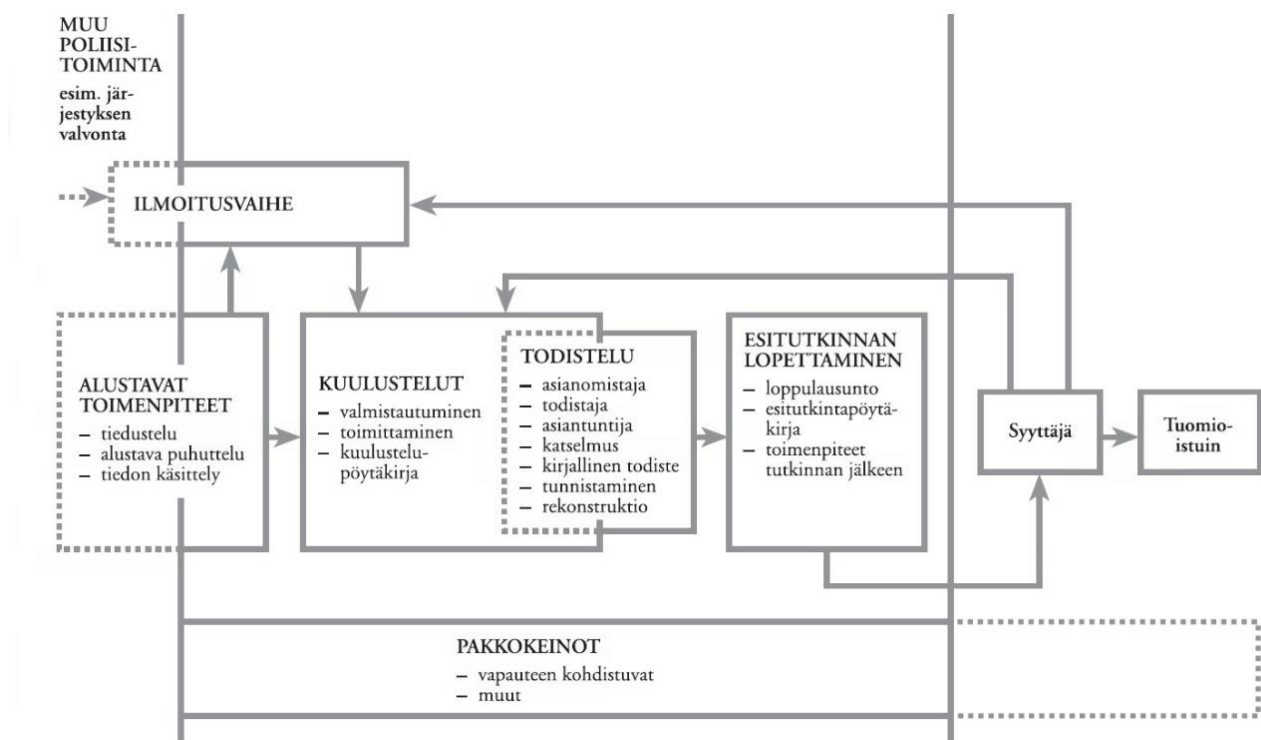 MUU
POLIISI-
TOIMINTA
esim. jär-
jestyksen
valvonta
ILMOITUSVAIHE
ALUSTAVAT
TOIMENPITEET
– tiedustelu
– alustava puhuttelu
– tiedon käsittely
KUULUSTELUT
– valmistautuminen
– toimittaminen
– kuulustelu-
pöytäkirja
TODISTELU
– asianomistaja
– todistaja
– asiantuntija
– katselmus
– kirjallinen todiste
– tunnistaminen
– rekonstruktio
ESITUTKINNAN
LOPETTAMINEN
– loppulausunto
– esitutkintapöytä-
kirja
– toimenpiteet
tutkinnan jälkeen
Syyttäjä
Tuomio-
istuin
PAKKOKEINOT
– vapauteen kohdistuvat
– muut